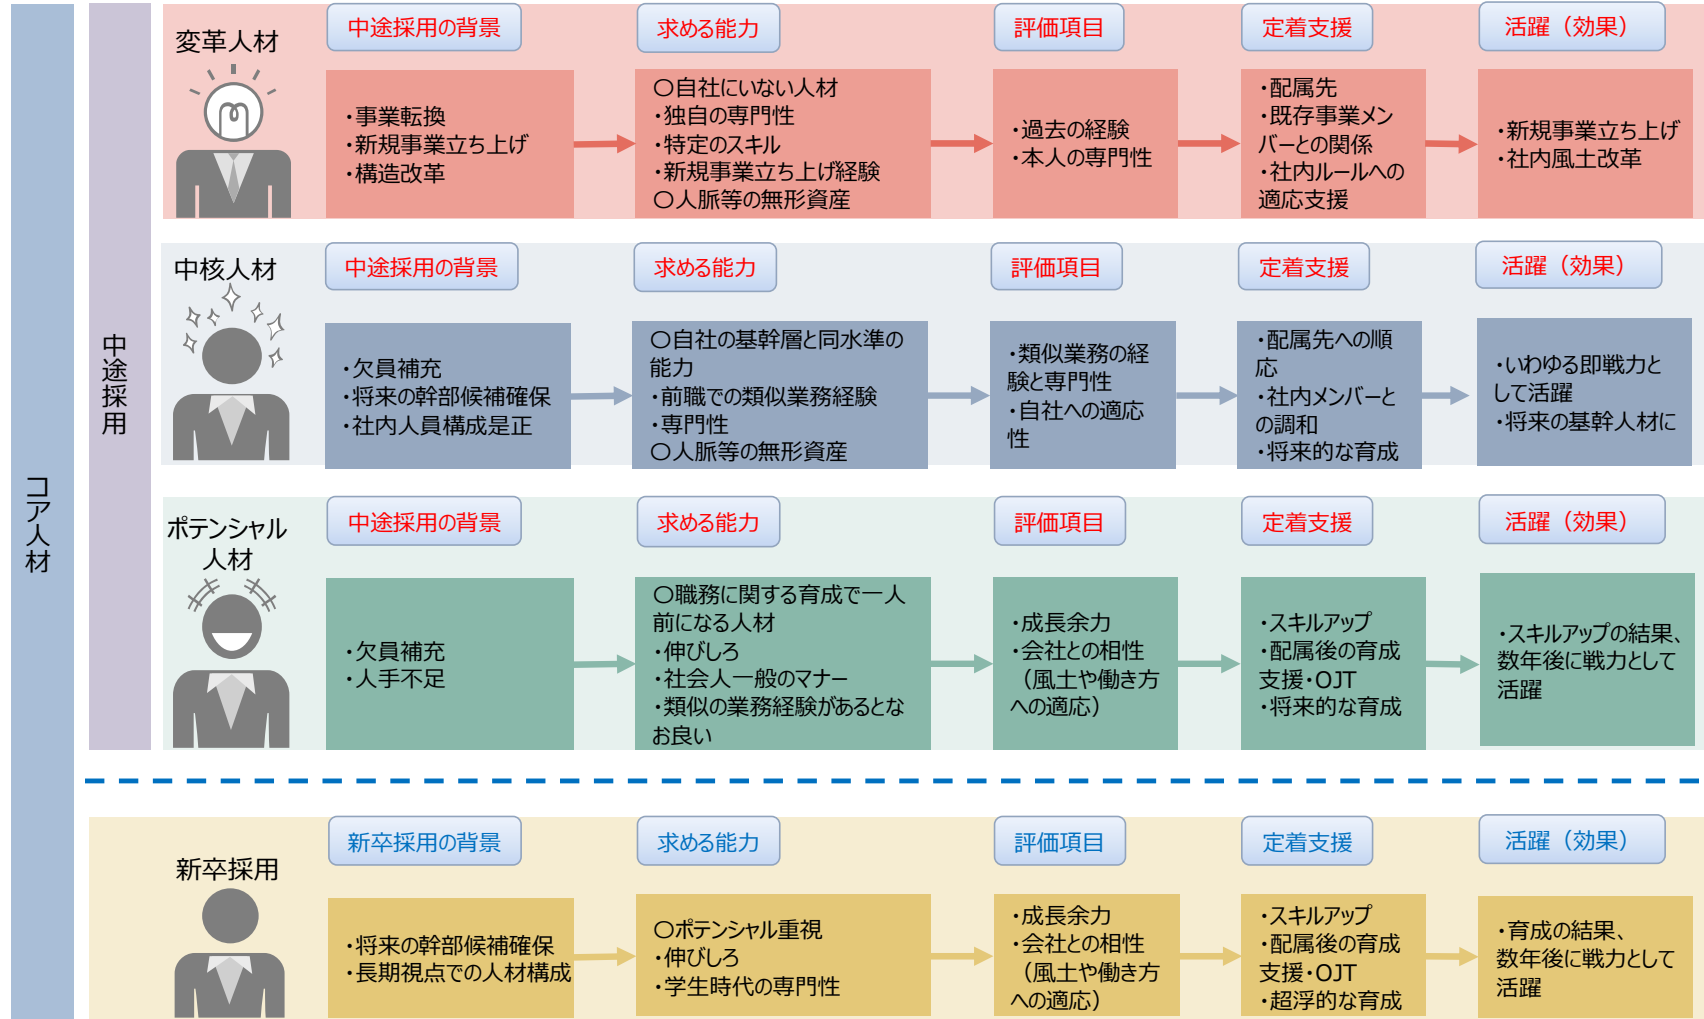 コア人材
中途採用
変革人材
中途採用の背景
・事業転換
・新規事業立ち上げ
・構造改革
求める能力
〇自社にいない人材
・独自の専門性
・特定のスキル
・新規事業立ち上げ経験
〇人脈等の無形資産
評価項目
・過去の経験
・本人の専門性
定着支援
・配属先
・既存事業メン
バーとの関係
・社内ルールへの
適応支援
活躍（効果）
・新規事業立ち上げ
・社内風土改革
中核人材
中途採用の背景
・欠員補充
・将来の幹部候補確保
・社内人員構成是正
求める能力
〇自社の基幹層と同水準の
能力
・前職での類似業務経験
・専門性
〇人脈等の無形資産
評価項目
・類似業務の経
験と専門性
・自社への適応
性
定着支援
・配属先への順
応
・社内メンバーと
の調和
・将来的な育成
活躍（効果）
・いわゆる即戦力と
して活躍
・将来の基幹人材に
ポテンシャル
人材
中途採用の背景
・欠員補充
・人手不足
求める能力
〇職務に関する育成で一人
前になる人材
・伸びしろ
・社会人一般のマナー
・類似の業務経験があるとな
お良い
評価項目
・成長余力
・会社との相性
（風土や働き方
への適応）
定着支援
・スキルアップ
・配属後の育成
支援・OJT
・将来的な育成
活躍（効果）
・スキルアップの結果、
数年後に戦力として
活躍
新卒採用
新卒採用の背景
・将来の幹部候補確保
・長期視点での人材構成
求める能力
〇ポテンシャル重視
・伸びしろ
・学生時代の専門性
評価項目
・成長余力
・会社との相性
（風土や働き方
への適応）
定着支援
・スキルアップ
・配属後の育成
支援・OJT
・超浮的な育成
活躍（効果）
・育成の結果、
数年後に戦力として
活躍